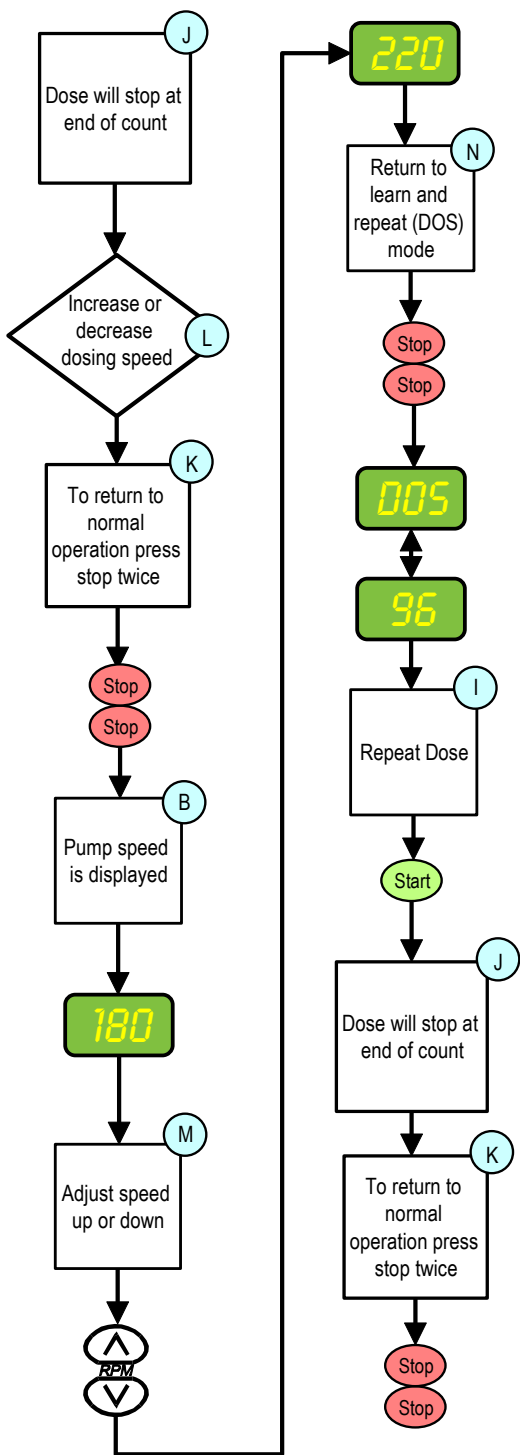 J
Dose will stop at
end of count
Increase or
decrease
dosing speed
L
K
To return to
normal
operation press
stop twice
Stop
Stop
B
Pump speed
is displayed
180
M
Adjust speed
up or down
RPM
220
N
Return to
learn and
repeat (DOS)
mode
Stop
Stop
DOS
96
I
Repeat Dose
Start
J
Dose will stop at
end of count
K
To return to
normal
operation press
stop twice
Stop
Stop